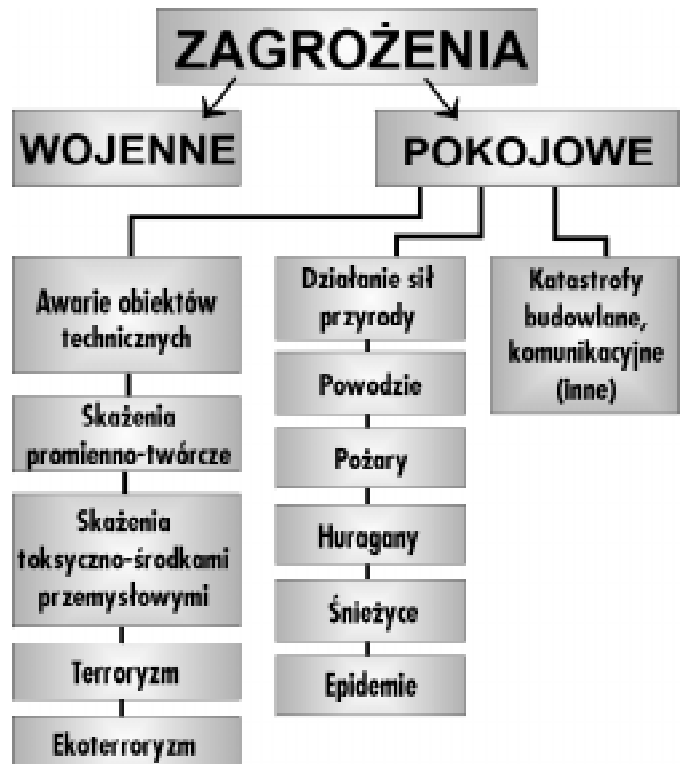 ZAGROŻENIA
WOJENNE
POKOJOWE
Awarie obiektów
technicznych
Skażenia
promienno-twórcze
Skażenia
toksyczno-środkami
przemysłowymi
Terroryzm
Ekoterroryzm
Działanie sił
przyrody
Powodzie
Pożary
Huragany
Śnieżyce
Epidemie
Katastrofy
budowlane,
komunikacyjne
(inne)